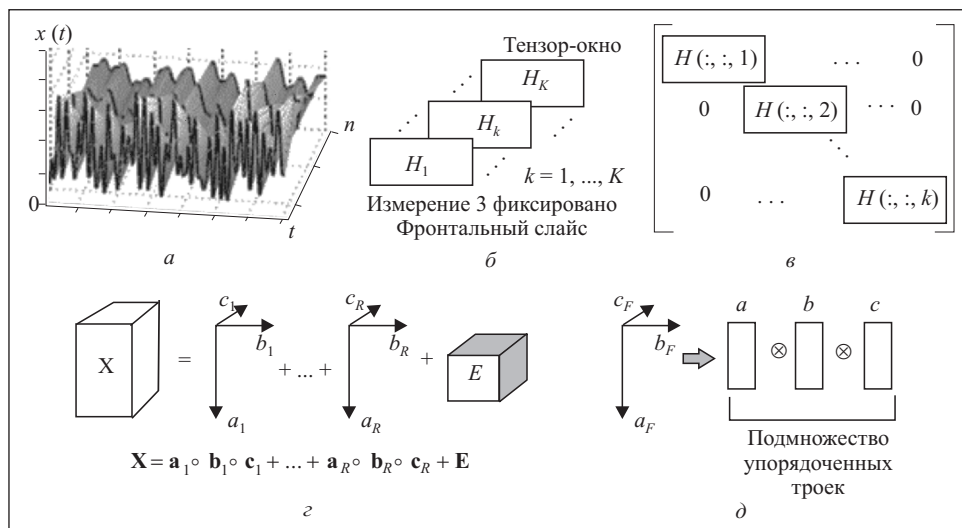 x (t)
0
n
t
а
Тензор-окно
H_K
H_k
H_1
k = 1, ..., K
Измерение 3 фиксировано
Фронтальный слайс
б
H (:, :, 1) . . . 0
0 H (:, :, 2) . . . 0
0 . . . H (:, :, k)
в
X = c_1 b_1 a_1 + ... + c_R b_R a_R + E
X = a_1 ∘ b_1 ∘ c_1 + ... + a_R ∘ b_R ∘ c_R + E
г
c_F b_F a_F
a ⊗ b ⊗ c
Подмножество
упорядоченных
троек
д